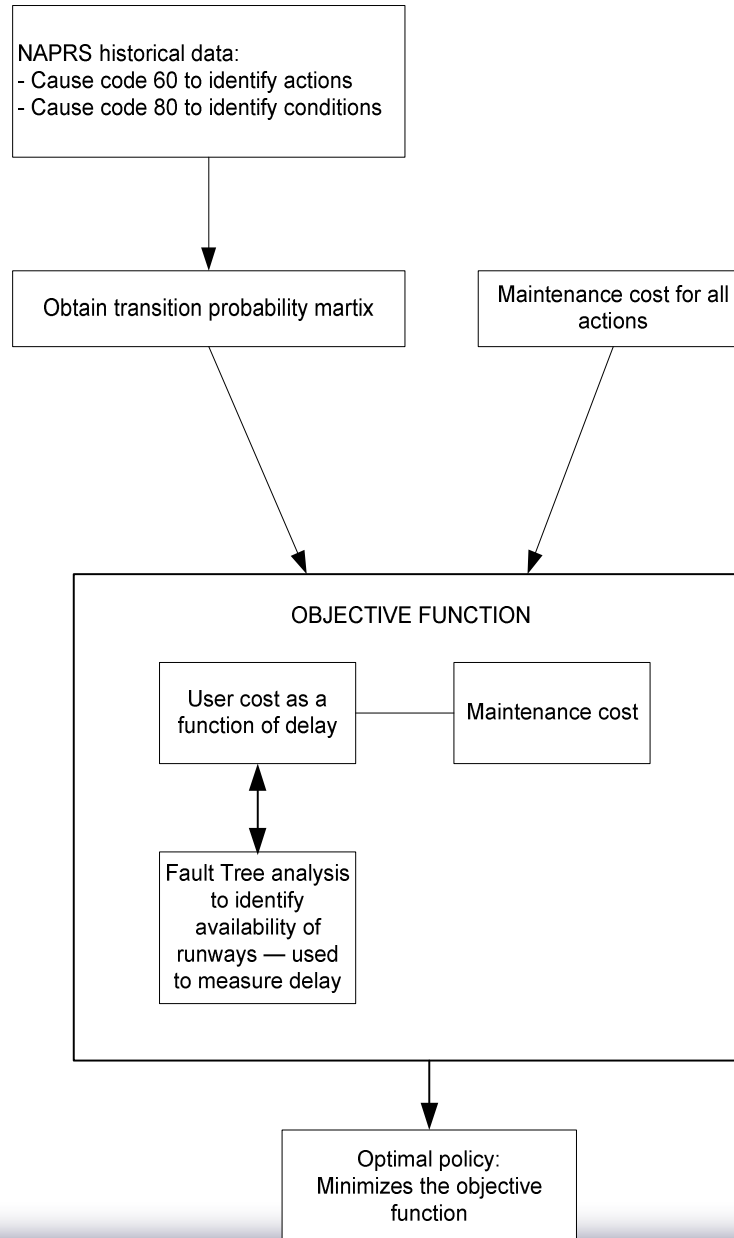 NAPRS historical data:
- Cause code 60 to identify actions
- Cause code 80 to identify conditions
Obtain transition probability martix
Maintenance cost for all
actions
OBJECTIVE FUNCTION
User cost as a
function of delay
Maintenance cost
Fault Tree analysis
to identify
availability of
runways — used
to measure delay
Optimal policy:
Minimizes the objective
function